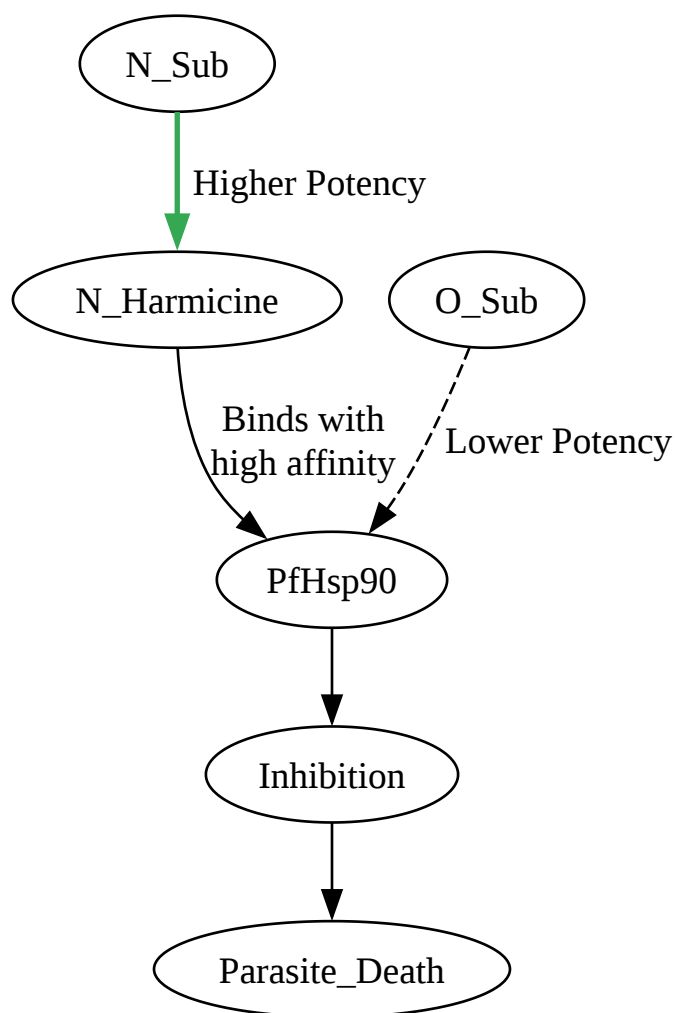 N_Sub
Higher Potency
N_Harmicine
O_Sub
Binds with
high affinity
Lower Potency
PfHsp90
Inhibition
Parasite_Death